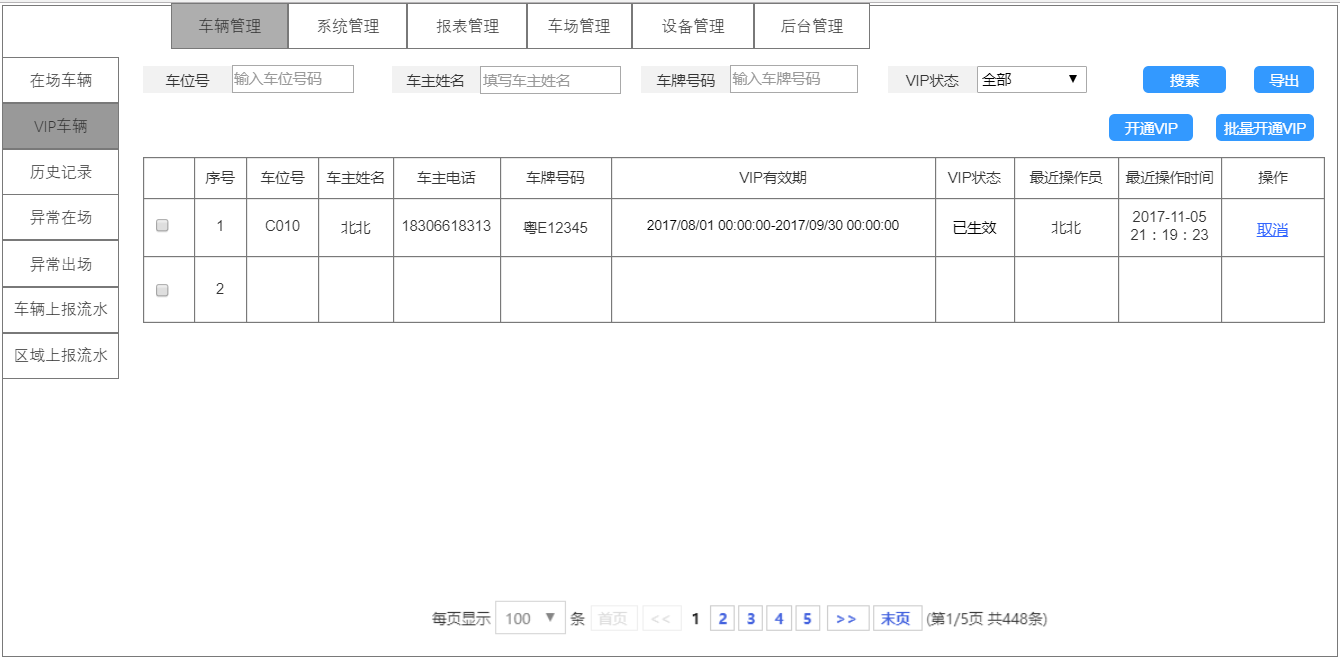 车辆管理 系统管理 报表管理 车场管理 设备管理 后台管理
在场车辆
VIP车辆
历史记录
异常在场
异常出场
车辆上报流水
区域上报流水
车位号 输入车位号码 车主姓名 填写车主姓名 车牌号码 输入车牌号码 VIP状态 全部 ▼ 搜素 导出
开通VIP 批量开通VIP
序号 车位号 车主姓名 车主电话 车牌号码 VIP有效期 VIP状态 最近操作员 最近操作时间 操作
1 C010 北北 18306618313 粤E12345 2017/08/01 00:00:00-2017/09/30 00:00:00 已生效 北北 2017-11-05 21：19：23 取消
2
每页显示 100 ▼ 条 首页 << 1 2 3 4 5 >> 末页 (第1/5页 共448条)